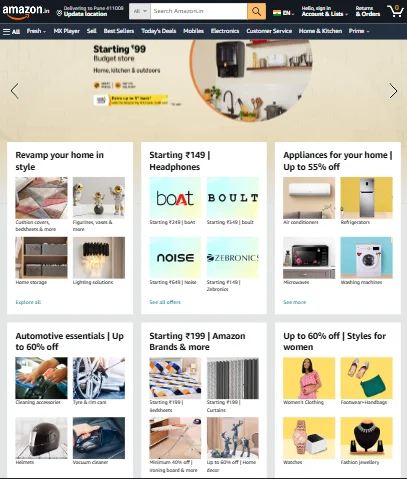 amazon.in
Delivering to Pune 411009
Update location
All
Search Amazon.in
EN
Hello, sign in
Account & Lists
Returns
& Orders
0
Cart
All
Fresh
MX Player
Sell
Best Sellers
Today's Deals
Mobiles
Electronics
Customer Service
Home & Kitchen
Prime
Starting ₹99
Budget store
Home, kitchen & outdoors
Revamp your home in
style
Cushion covers,
bedsheets & more
Figurines, vases &
more
Home storage
Lighting solutions
Explore all
Starting ₹149 |
Headphones
boAt
BOULT
Starting ₹249 | boAt
Starting ₹349 | boult
noise
ZEBRONICS
Starting ₹649 | Noise
Starting ₹149 |
Zebronics
See all offers
Appliances for your home |
Up to 55% off
Air conditioners
Refrigerators
Microwaves
Washing machines
See more
Automotive essentials | Up
to 60% off
Cleaning accessories
Tyre & rim care
Helmets
Vacuum cleaner
Starting ₹199 | Amazon
Brands & more
Starting ₹199 |
Bedsheets
Starting ₹199 |
Curtains
Minimum 40% off |
Ironing board & more
Up to 60% off | Home
decor
Up to 60% off | Styles for
women
Women's Clothing
Footwear+Handbags
Watches
Fashion jewellery